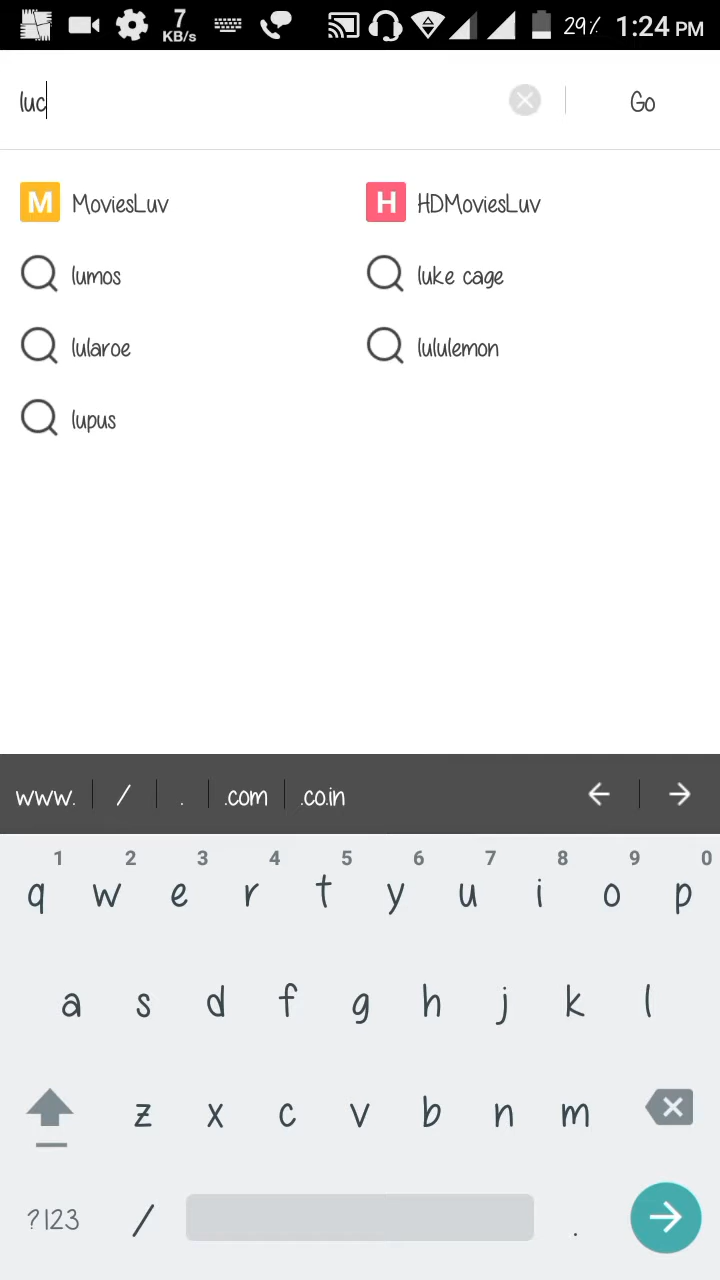 7 KB/s 29% 1:24 PM
luc Go
M MoviesLuv H HDMoviesLuv
lumos luke cage
lularoe lululemon
lupus
www. / . .com .co.in
1 2 3 4 5 6 7 8 9 0
q w e r t y u i o p
a s d f g h j k l
z x c v b n m
?123 / .